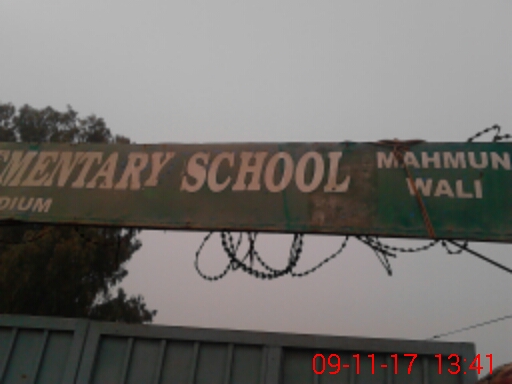 EMENTARY SCHOOL MAHMUN
DIUM WALI
09-11-17 13:41